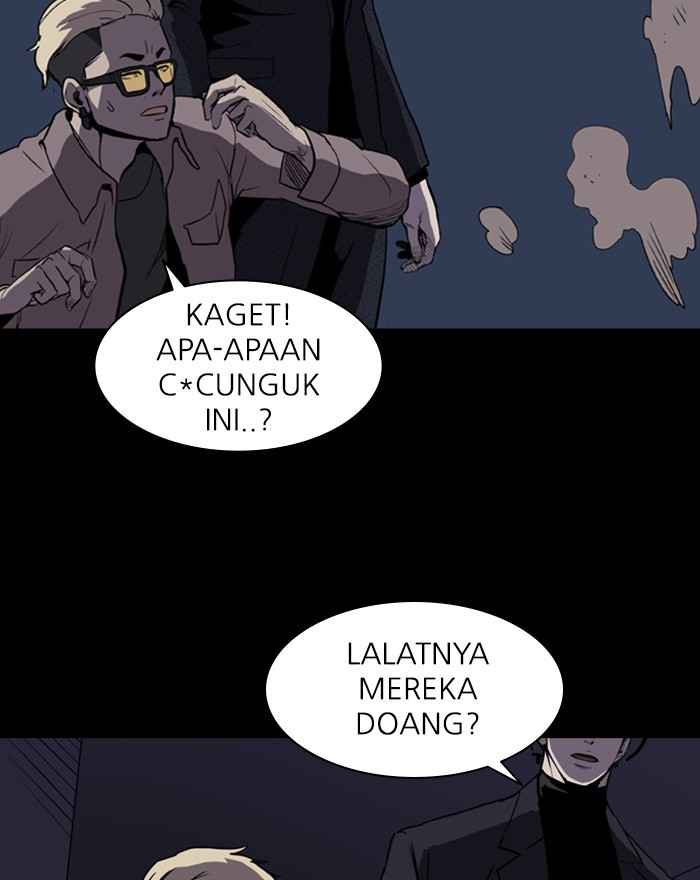 KAGET!
APA-APAAN
C*CUNGUK
INI..?
LALATNYA
MEREKA
DOANG?